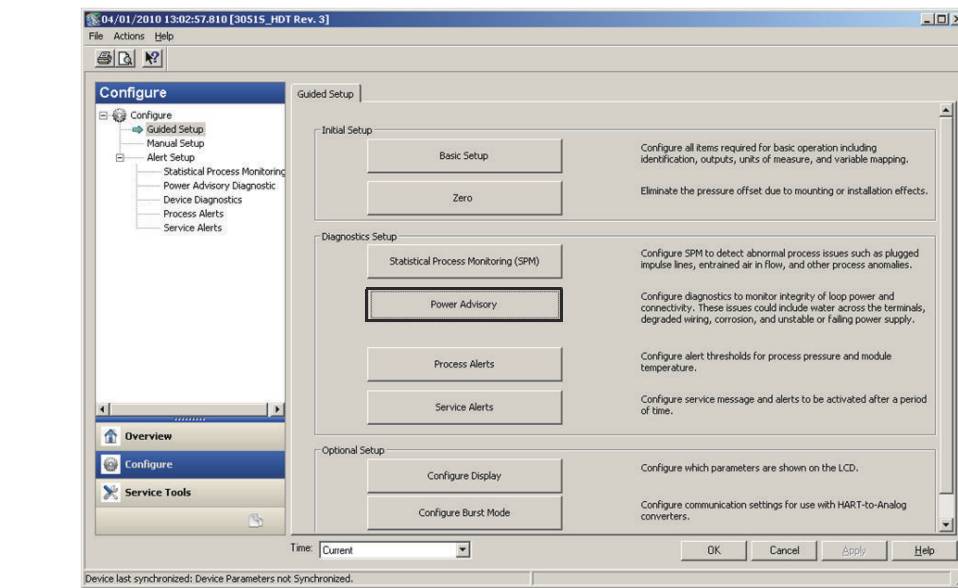 04/01/2010 13:02:57.810 [3051S_HDT Rev. 3]
File Actions Help
Configure
Configure
Guided Setup
Manual Setup
Alert Setup
Statistical Process Monitoring
Power Advisory Diagnostic
Device Diagnostics
Process Alerts
Service Alerts
Overview
Configure
Service Tools
Guided Setup
Initial Setup
Basic Setup
Configure all items required for basic operation including
identification, outputs, units of measure, and variable mapping.
Zero
Eliminate the pressure offset due to mounting or installation effects.
Diagnostics Setup
Statistical Process Monitoring (SPM)
Configure SPM to detect abnormal process issues such as plugged
impulse lines, entrained air in flow, and other process anomalies.
Power Advisory
Configure diagnostics to monitor integrity of loop power and
connectivity. These issues could include water across the terminals,
degraded wiring, corrosion, and unstable or failing power supply.
Process Alerts
Configure alert thresholds for process pressure and module
temperature.
Service Alerts
Configure service message and alerts to be activated after a period
of time.
Optional Setup
Configure Display
Configure which parameters are shown on the LCD.
Configure Burst Mode
Configure communication settings for use with HART-to-Analog
converters.
Time: Current
OK Cancel Apply Help
Device last synchronized: Device Parameters not Synchronized.